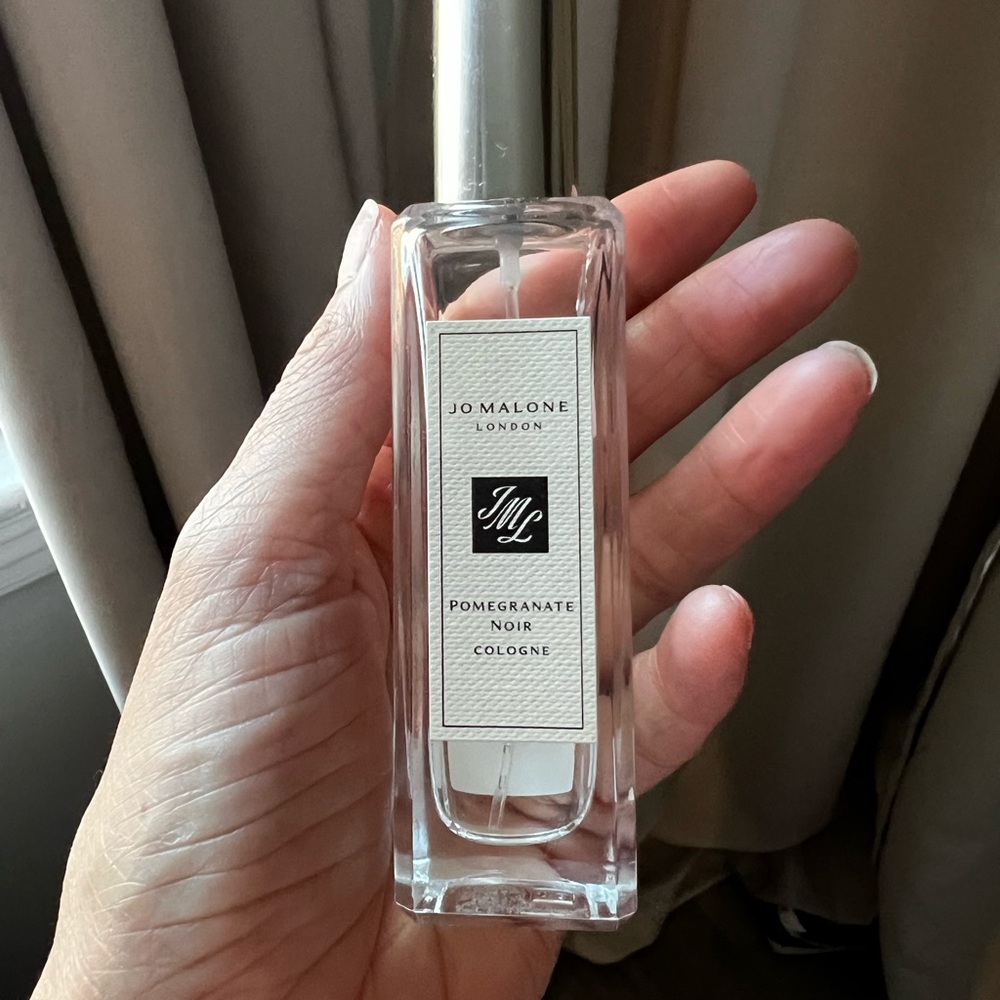 JO MALONE
LONDON
JML
POMEGRANATE
NOIR
COLOGNE